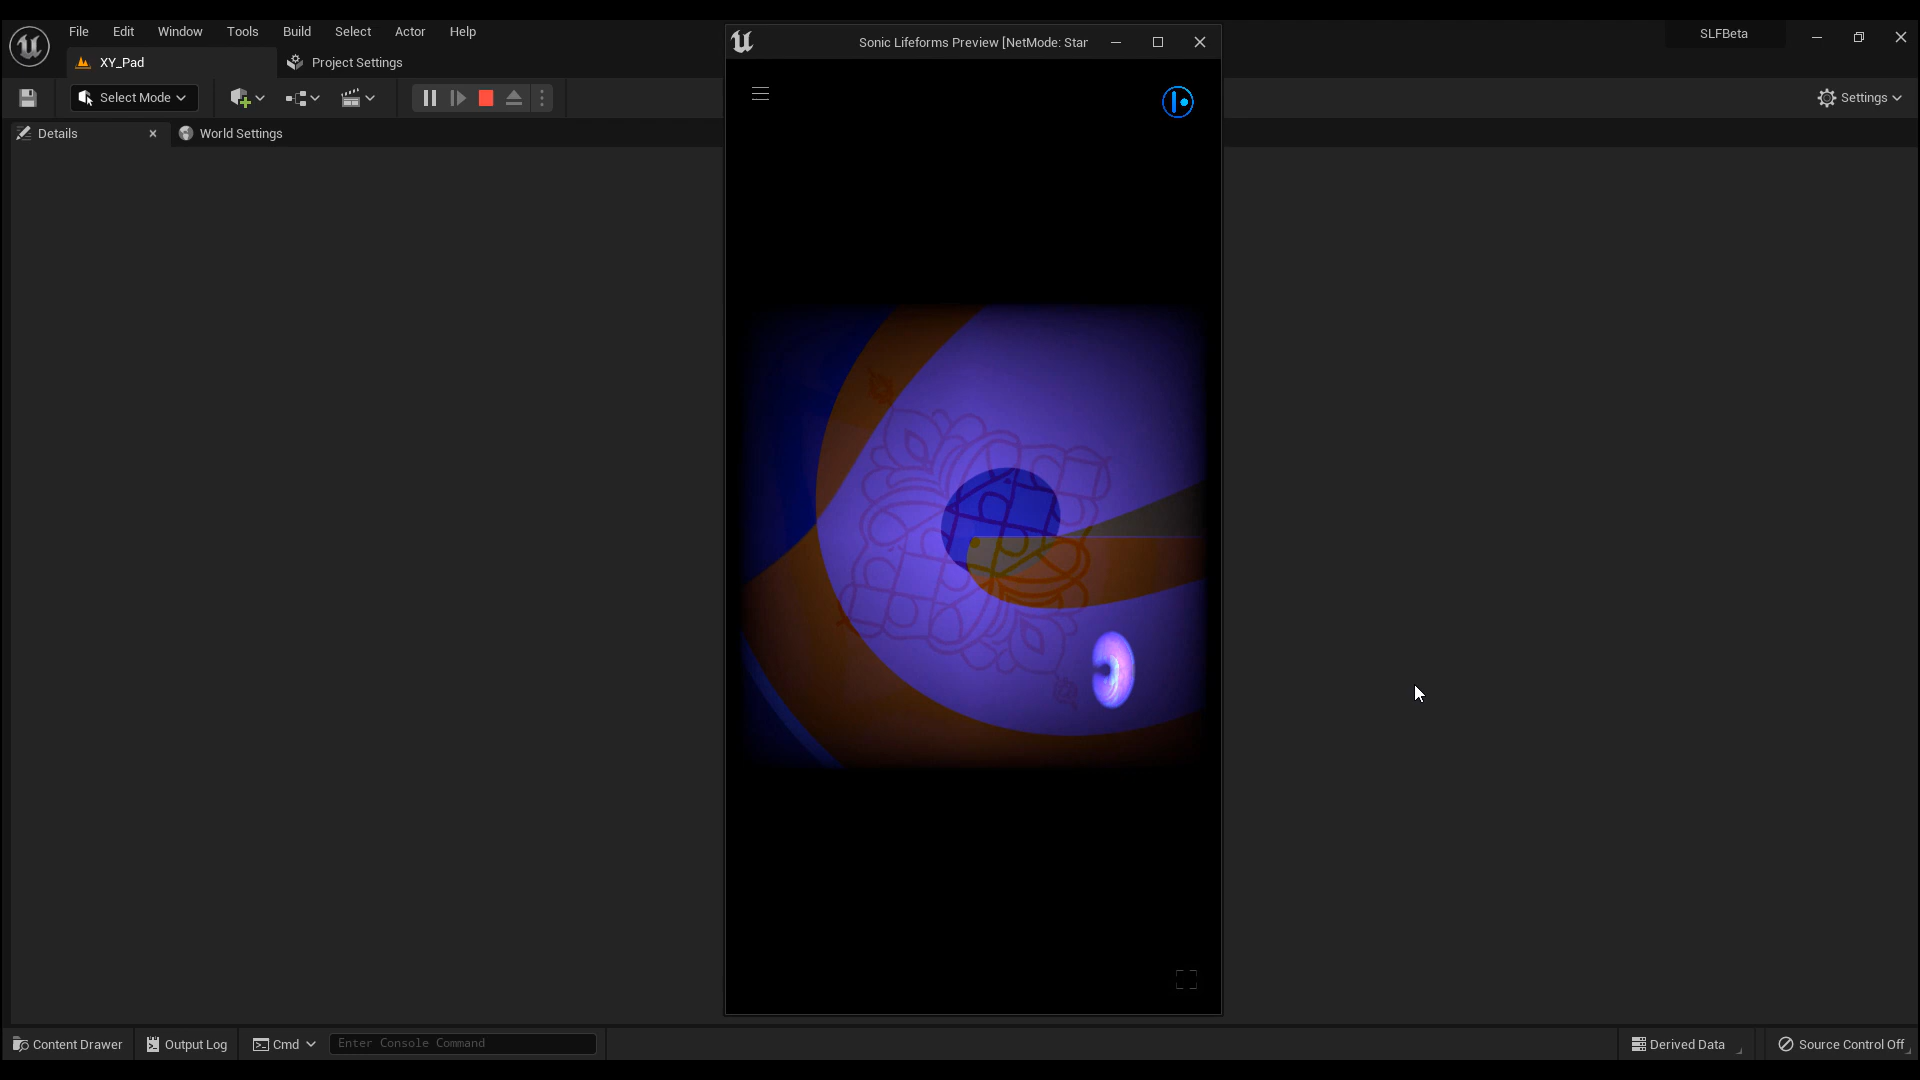 File Edit Window Tools Build Select Actor Help
Sonic Lifeforms Preview [NetMode: Star
SLFBeta
XY_Pad
Project Settings
Select Mode
Settings
Details
World Settings
Content Drawer
Output Log
Cmd
Enter Console Command
Derived Data
Source Control Off